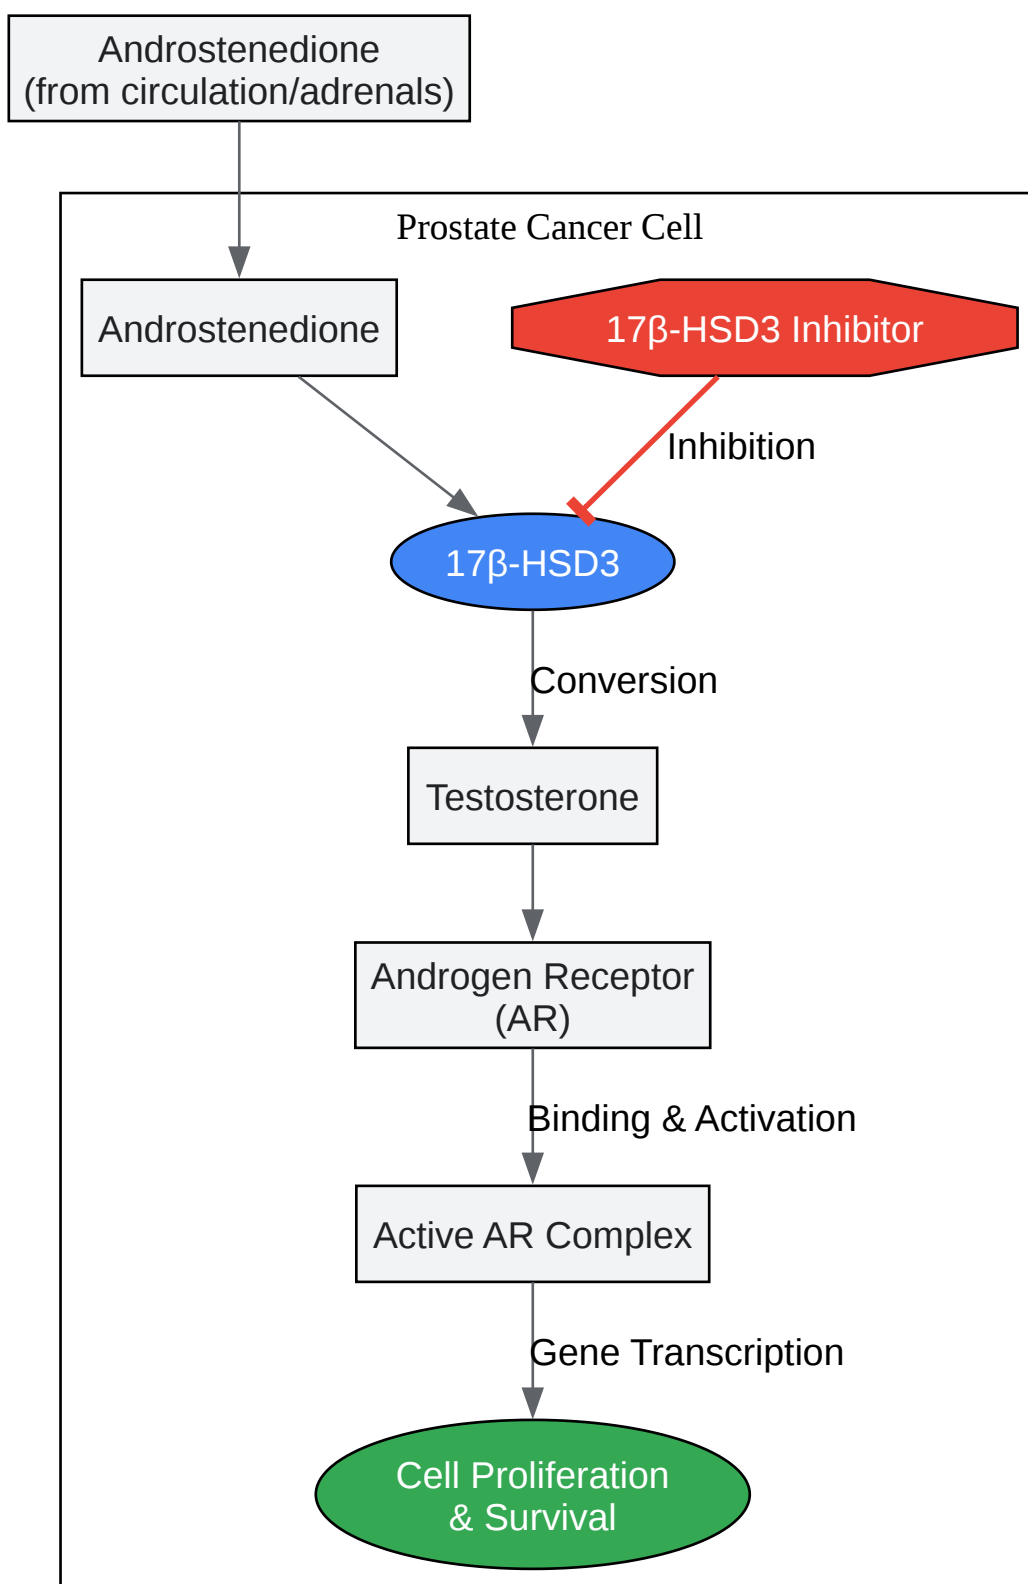 Androstenedione
(from circulation/adrenals)
Prostate Cancer Cell
Androstenedione
17β-HSD3 Inhibitor
Inhibition
17β-HSD3
Conversion
Testosterone
Androgen Receptor
(AR)
Binding & Activation
Active AR Complex
Gene Transcription
Cell Proliferation
& Survival